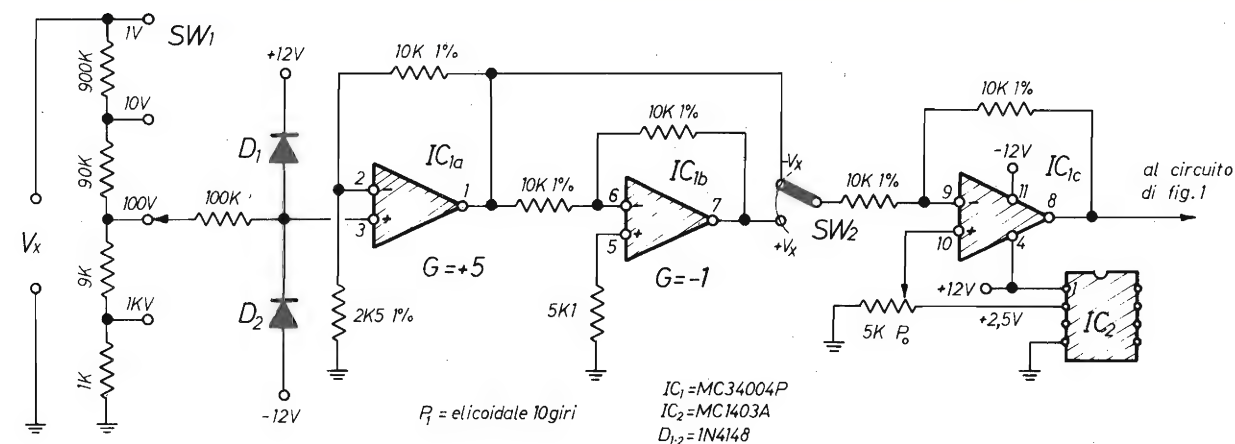 1V
SW1
900K
10V
90K
100V
100K
Vx
9K
1KV
1K
+12V
D1
D2
-12V
10K 1%
2
-
3
+
IC1a
1
G=+5
2K5 1%
10K 1%
10K 1%
6
-
5
+
IC1b
7
G=-1
5K1
-Vx
+Vx
SW2
10K 1%
10K 1%
-12V
11
IC1c
9
-
10
+
8
4
al circuito
di fig.1
+12V
1
+2,5V
IC2
5K Po
P1 = elicoidale 10 giri
IC1=MC34004P
IC2=MC1403A
D1-2=1N4148